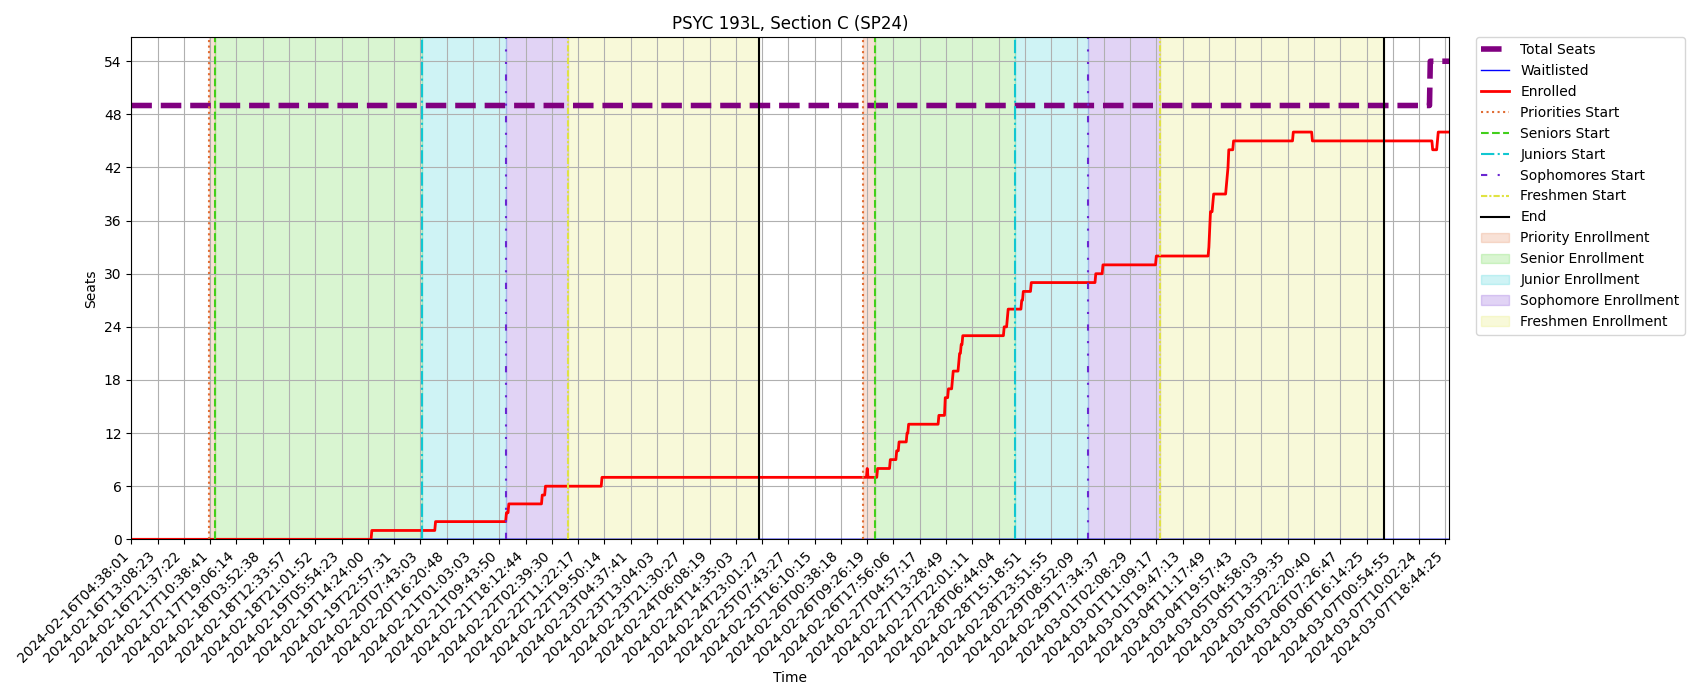 PSYC 193L, Section C (SP24)
Seats
54
48
42
36
30
24
18
12
6
0
2024-02-16T04:38:01
2024-02-16T13:08:23
2024-02-16T21:37:22
2024-02-17T10:38:41
2024-02-17T19:06:14
2024-02-18T03:52:38
2024-02-18T12:33:57
2024-02-18T21:01:52
2024-02-19T05:54:23
2024-02-19T14:24:00
2024-02-19T22:57:31
2024-02-20T07:43:03
2024-02-20T16:20:48
2024-02-21T01:03:03
2024-02-21T09:43:50
2024-02-21T18:12:44
2024-02-22T02:39:30
2024-02-22T11:22:17
2024-02-22T19:50:14
2024-02-23T04:37:41
2024-02-23T13:04:03
2024-02-23T21:30:27
2024-02-24T06:08:19
2024-02-24T14:35:03
2024-02-24T23:01:27
2024-02-25T07:43:27
2024-02-25T16:10:15
2024-02-26T00:38:18
2024-02-26T09:26:19
2024-02-26T17:56:06
2024-02-27T04:57:17
2024-02-27T13:28:49
2024-02-27T22:01:11
2024-02-28T06:44:04
2024-02-28T15:18:51
2024-02-28T23:51:55
2024-02-29T08:52:09
2024-02-29T17:34:37
2024-03-01T02:08:29
2024-03-01T11:09:17
2024-03-01T19:47:13
2024-03-04T11:17:49
2024-03-04T19:57:43
2024-03-05T04:58:03
2024-03-05T13:39:35
2024-03-05T22:20:40
2024-03-06T07:26:47
2024-03-06T16:14:25
2024-03-07T00:54:55
2024-03-07T10:02:24
2024-03-07T18:44:25
Time
Total Seats
Waitlisted
Enrolled
Priorities Start
Seniors Start
Juniors Start
Sophomores Start
Freshmen Start
End
Priority Enrollment
Senior Enrollment
Junior Enrollment
Sophomore Enrollment
Freshmen Enrollment